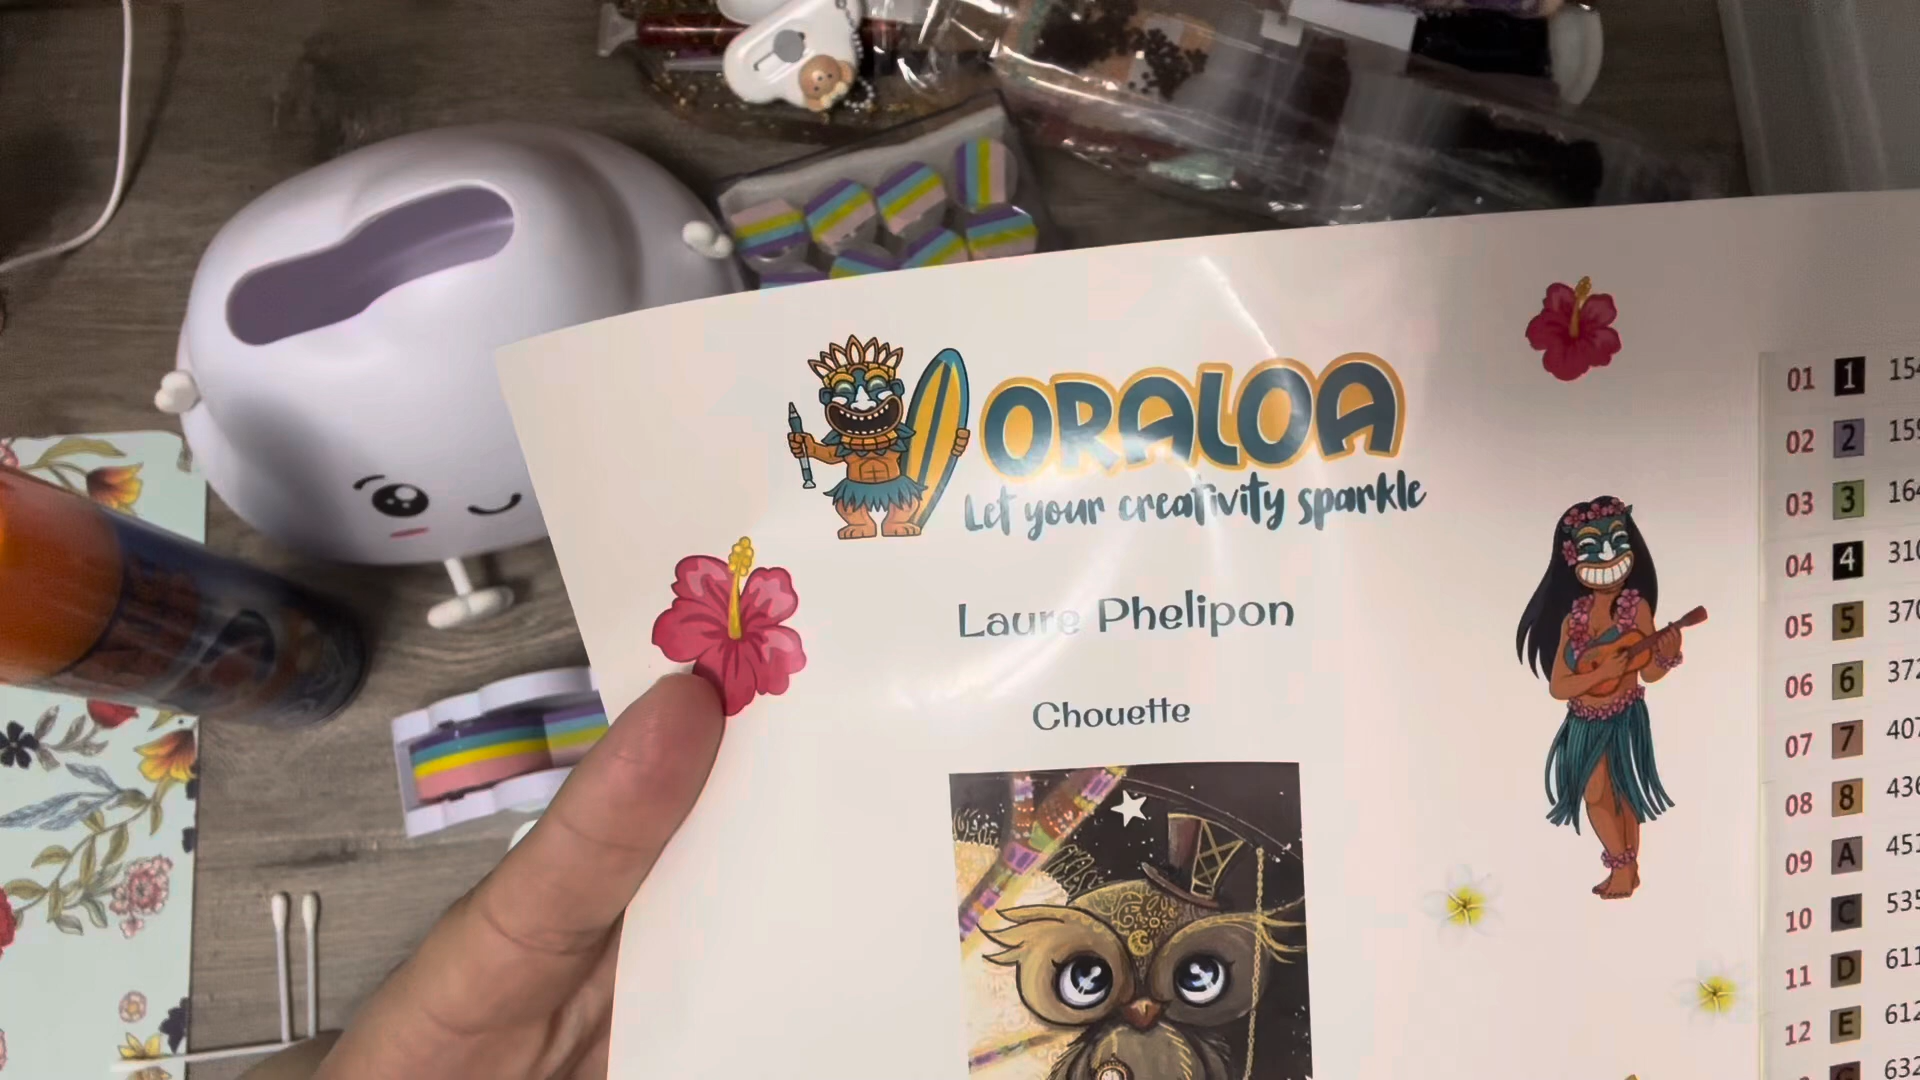 ORALOA
Let your creativity sparkle
Laure Phelipon
Chouette
01 1
02 2
03 3
04 4 310
05 5
06 6
07 7
08 8
09 A
10 C
11 D
12 E